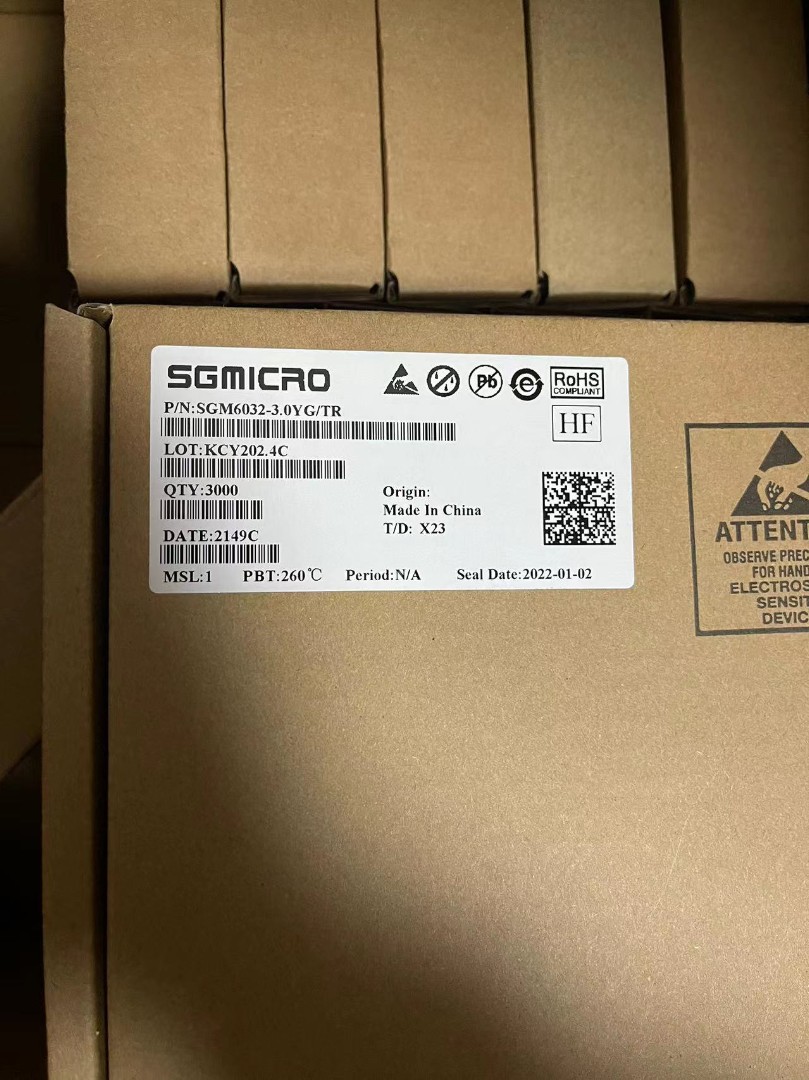 SGMICRO
Pb
e
RoHS
COMPLIANT
P/N:SGM6032-3.0YG/TR
HF
LOT:KCY202.4C
QTY:3000
Origin:
Made In China
DATE:2149C
T/D: X23
MSL:1 PBT:260℃ Period:N/A Seal Date:2022-01-02
ATTENT
OBSERVE PREC
FOR HAND
ELECTROS
SENSIT
DEVIC